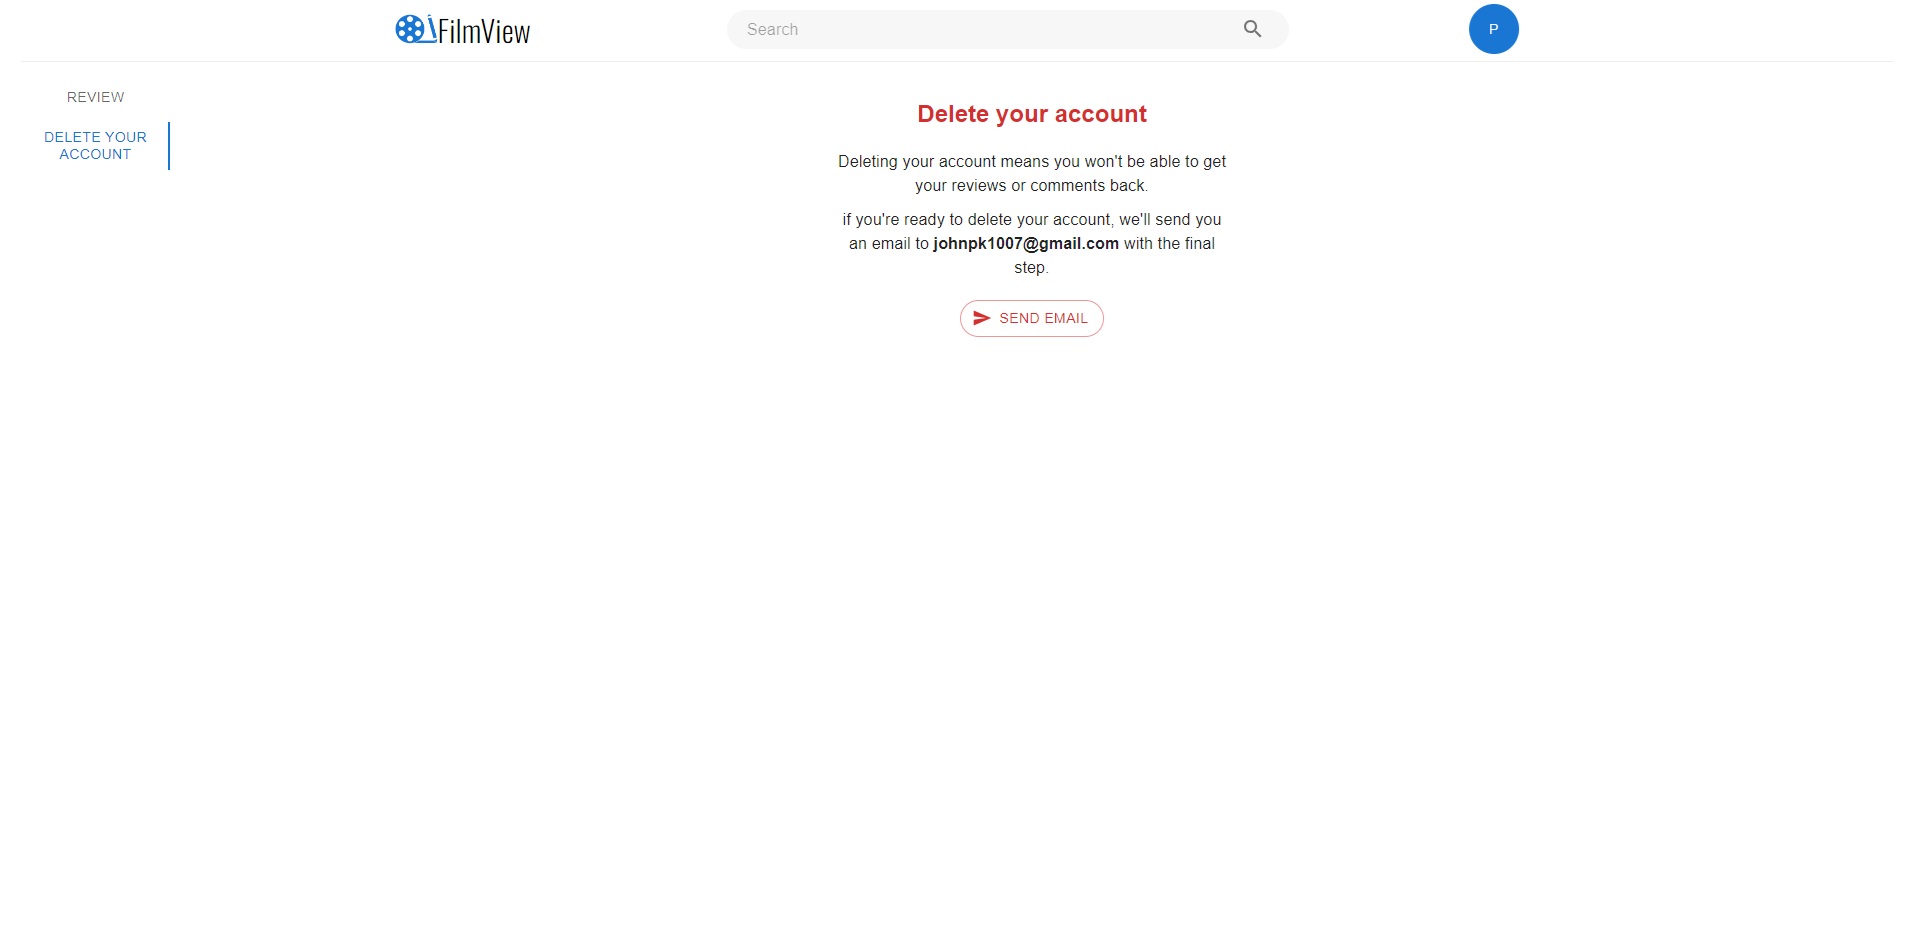 FilmView
Search
P
REVIEW
DELETE YOUR
ACCOUNT
Delete your account
Deleting your account means you won't be able to get
your reviews or comments back.
if you're ready to delete your account, we'll send you
an email to johnpk1007@gmail.com with the final
step.
SEND EMAIL